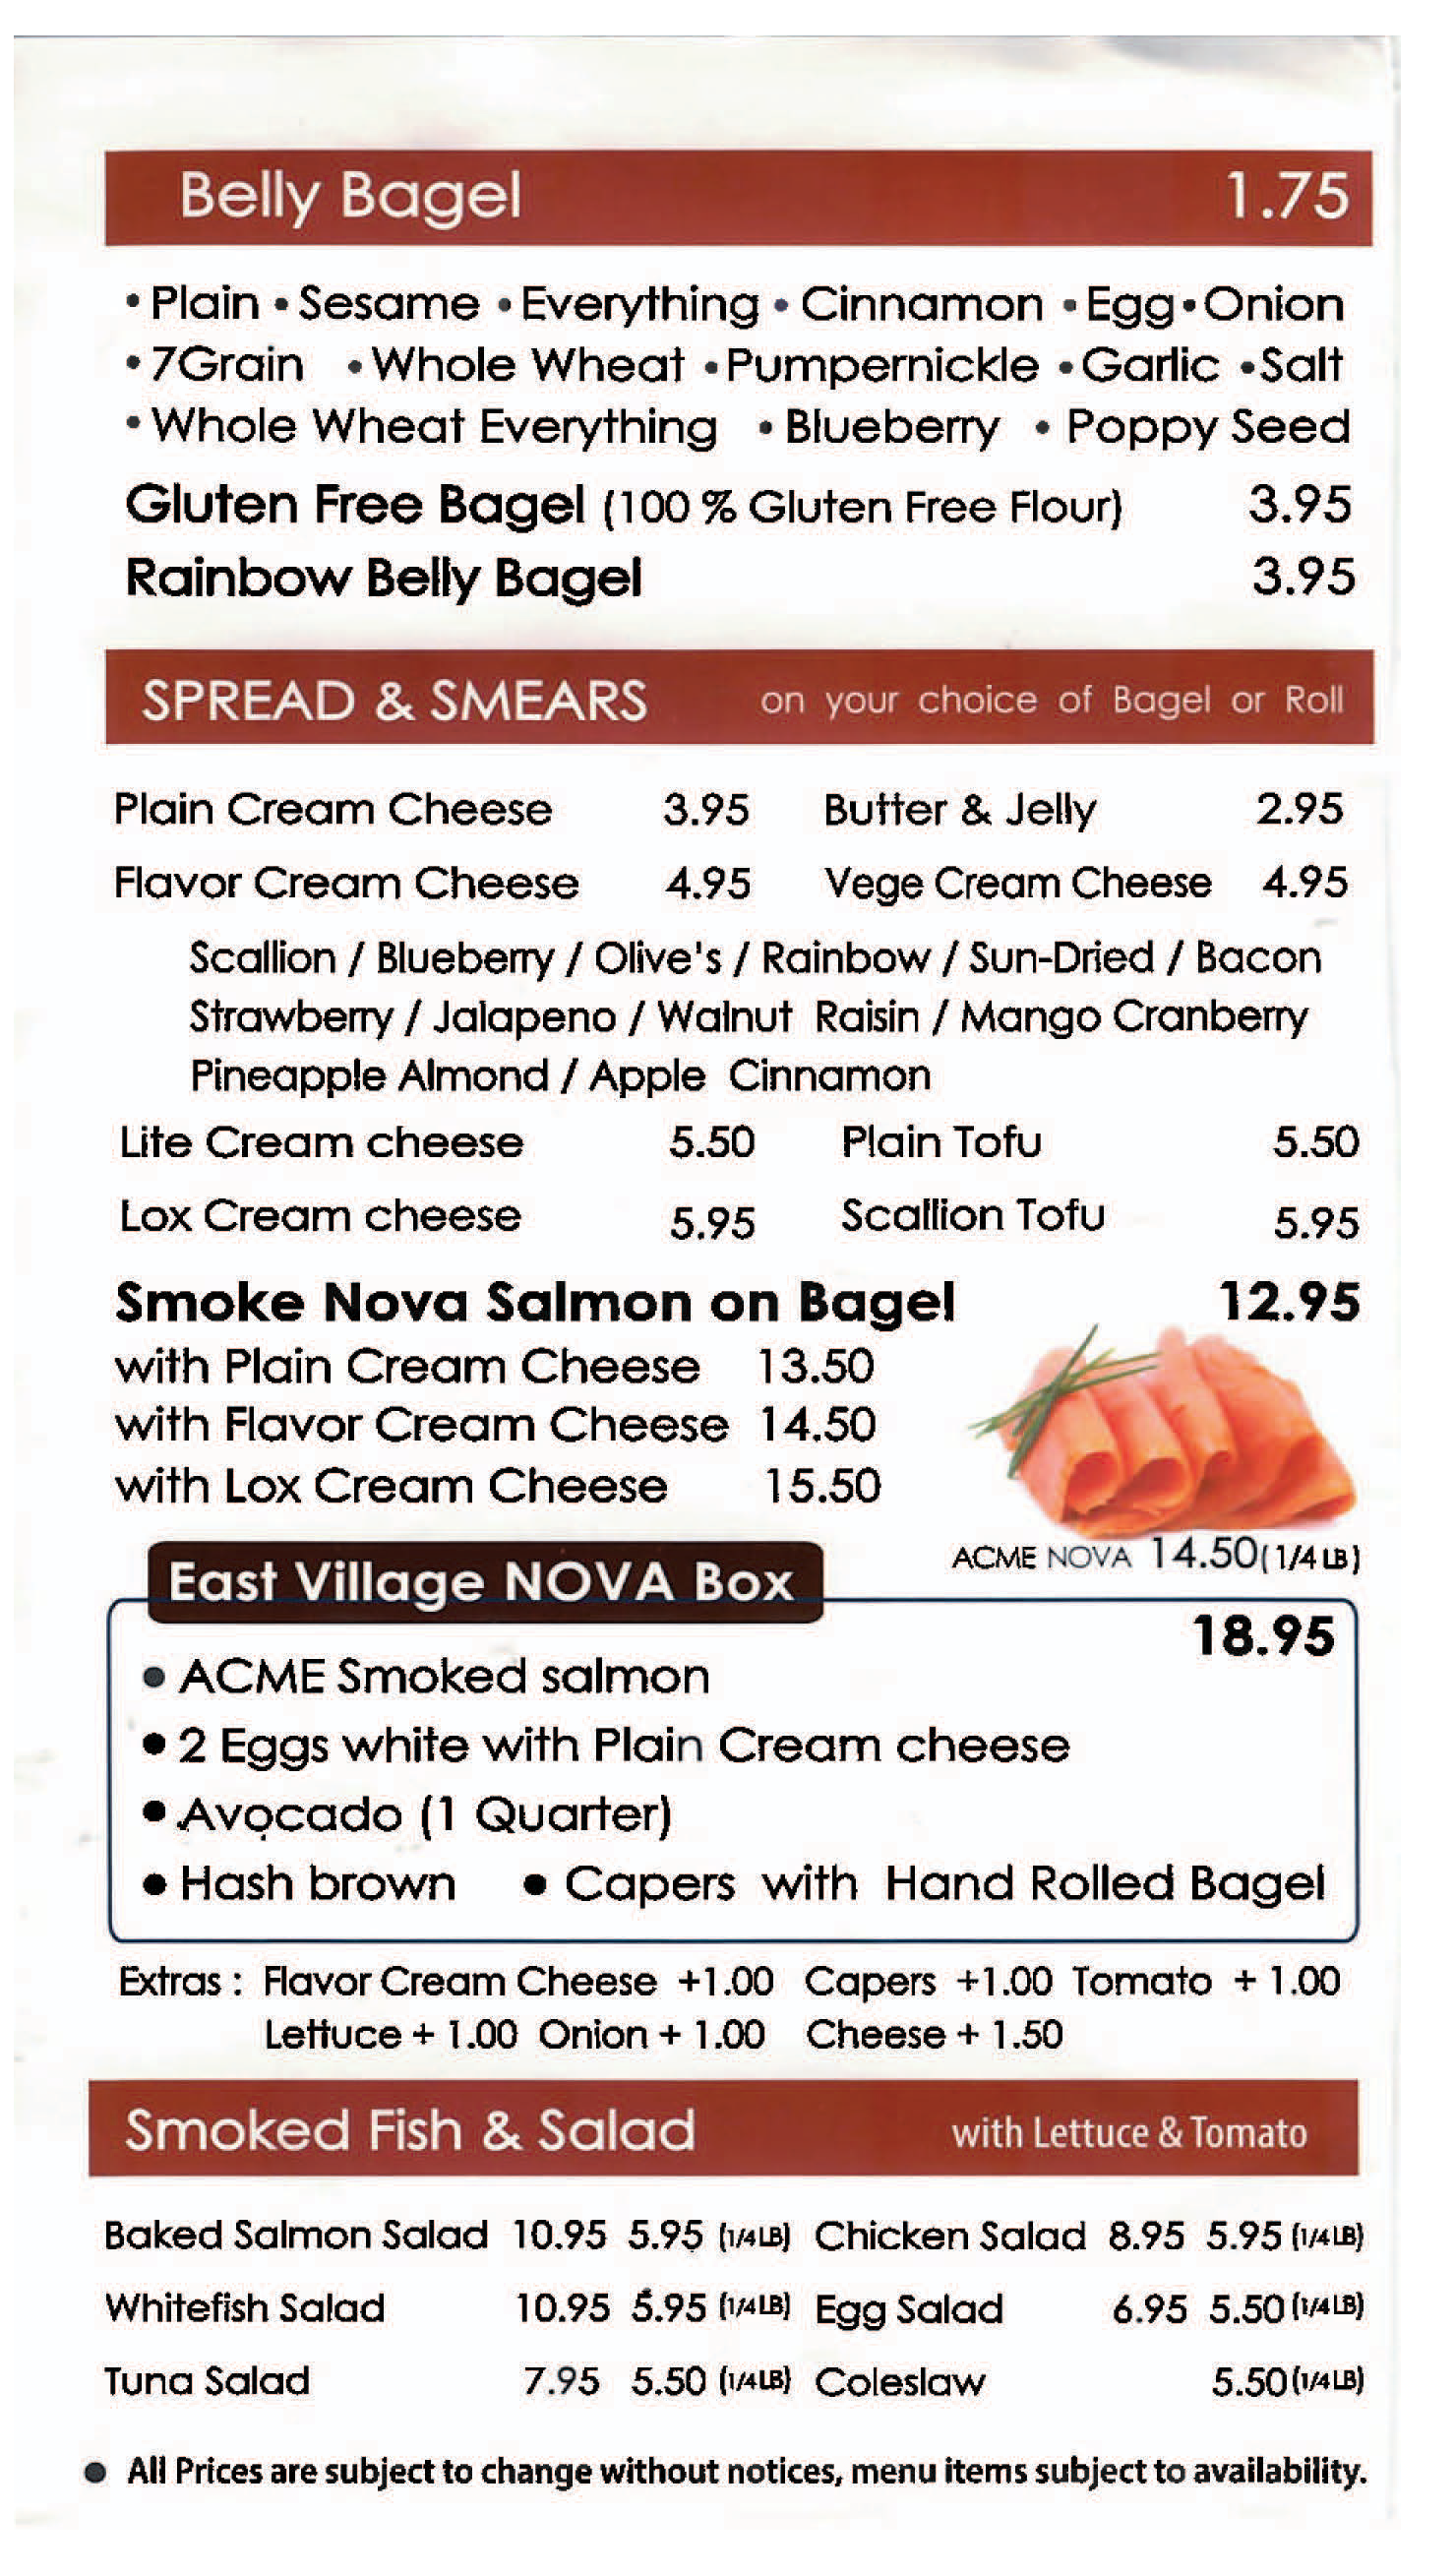 Belly Bagel 1.75
• Plain • Sesame • Everything • Cinnamon • Egg • Onion
• 7Grain • Whole Wheat • Pumpernickle • Garlic • Salt
• Whole Wheat Everything • Blueberry • Poppy Seed
Gluten Free Bagel (100 % Gluten Free Flour) 3.95
Rainbow Belly Bagel 3.95
SPREAD & SMEARS on your choice of Bagel or Roll
Plain Cream Cheese 3.95 Butter & Jelly 2.95
Flavor Cream Cheese 4.95 Vege Cream Cheese 4.95
Scallion / Blueberry / Olive's / Rainbow / Sun-Dried / Bacon
Strawberry / Jalapeno / Walnut Raisin / Mango Cranberry
Pineapple Almond / Apple Cinnamon
Lite Cream cheese 5.50 Plain Tofu 5.50
Lox Cream cheese 5.95 Scallion Tofu 5.95
Smoke Nova Salmon on Bagel 12.95
with Plain Cream Cheese 13.50
with Flavor Cream Cheese 14.50
with Lox Cream Cheese 15.50
ACME NOVA 14.50(1/4 LB)
East Village NOVA Box
18.95
• ACME Smoked salmon
• 2 Eggs white with Plain Cream cheese
• Avocado (1 Quarter)
• Hash brown • Capers with Hand Rolled Bagel
Extras : Flavor Cream Cheese +1.00 Capers +1.00 Tomato + 1.00
Lettuce + 1.00 Onion + 1.00 Cheese + 1.50
Smoked Fish & Salad with Lettuce & Tomato
Baked Salmon Salad 10.95 5.95 (1/4LB) Chicken Salad 8.95 5.95 (1/4LB)
Whitefish Salad 10.95 5.95 (1/4LB) Egg Salad 6.95 5.50 (1/4LB)
Tuna Salad 7.95 5.50 (1/4LB) Coleslaw 5.50 (1/4LB)
• All Prices are subject to change without notices, menu items subject to availability.